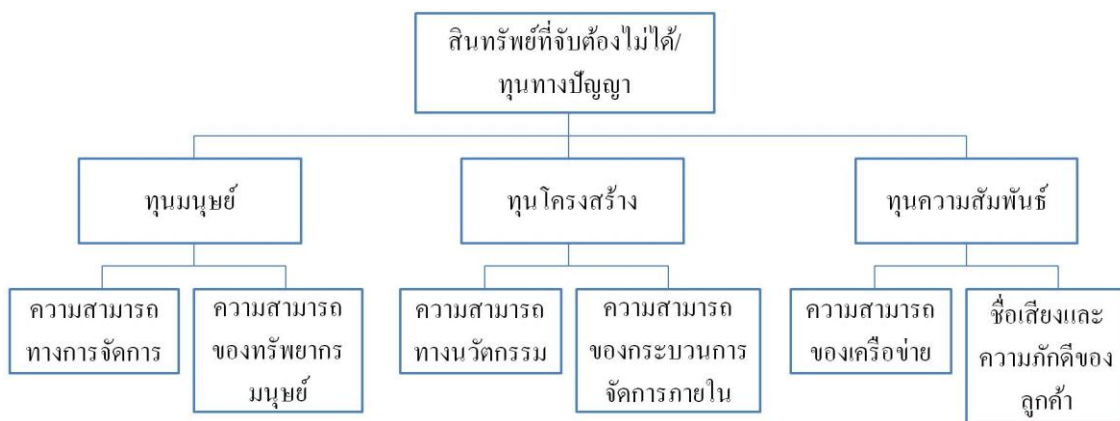 สินทรัพย์ที่จับต้องไม่ได้/
ทุนทางปัญญา
ทุนมนุษย์
ทุนโครงสร้าง
ทุนความสัมพันธ์
ความสามารถ
ทางการจัดการ
ความสามารถ
ของทรัพยากร
มนุษย์
ความสามารถ
ทางนวัตกรรม
ความสามารถ
ของกระบวนการ
จัดการภายใน
ความสามารถ
ของเครือข่าย
ชื่อเสียงและ
ความภักดีของ
ลูกค้า